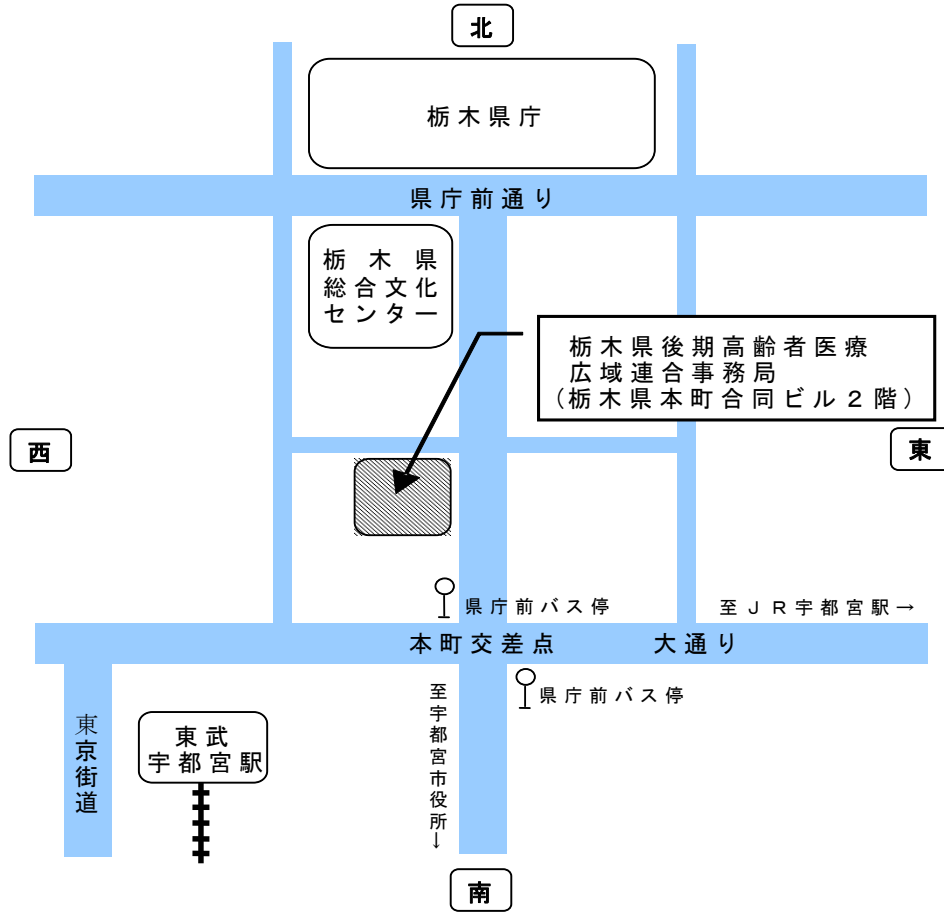 北
栃木県庁
県庁前通り
栃木県
総合文化
センター
栃木県後期高齢者医療
広域連合事務局
（栃木県本町合同ビル２階）
西
東
県庁前バス停
至ＪＲ宇都宮駅→
本町交差点
大通り
県庁前バス停
至宇都宮市役所→
東京街道
東武
宇都宮駅
南